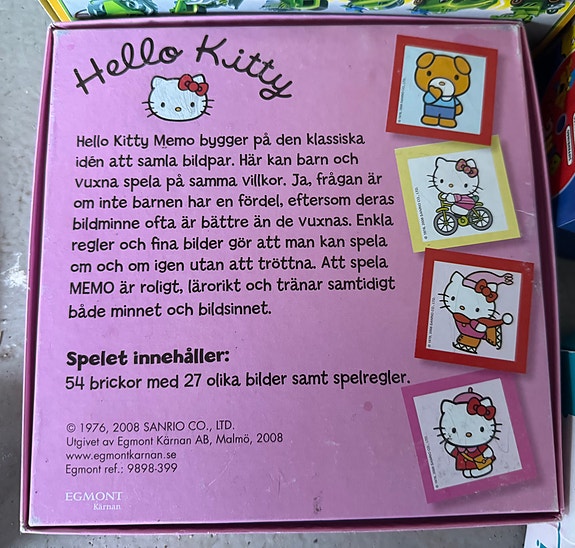 Hello Kitty
Hello Kitty Memo bygger på den klassiska
idén att samla bildpar. Här kan barn och
vuxna spela på samma villkor. Ja, frågan är
om inte barnen har en fördel, eftersom deras
bildminne ofta är bättre än de vuxnas. Enkla
regler och fina bilder gör att man kan spela
om och om igen utan att tröttna. Att spela
MEMO är roligt, lärorikt och tränar samtidigt
både minnet och bildsinnet.
Spelet innehåller:
54 brickor med 27 olika bilder samt spelregler.
© 1976, 2008 SANRIO CO., LTD.
Utgivet av Egmont Kärnan AB, Malmö, 2008
www.egmontkarnan.se
Egmont ref.: 9898-399
EGMONT
Kärnan